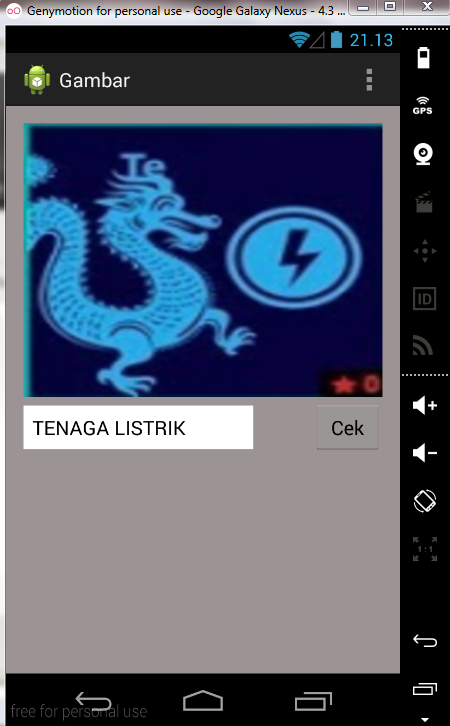 Genymotion for personal use - Google Galaxy Nexus - 4.3 ...
21.13
GPS
Gambar
Te
ID
0
TENAGA LISTRIK
Cek
1:1
free for personal use